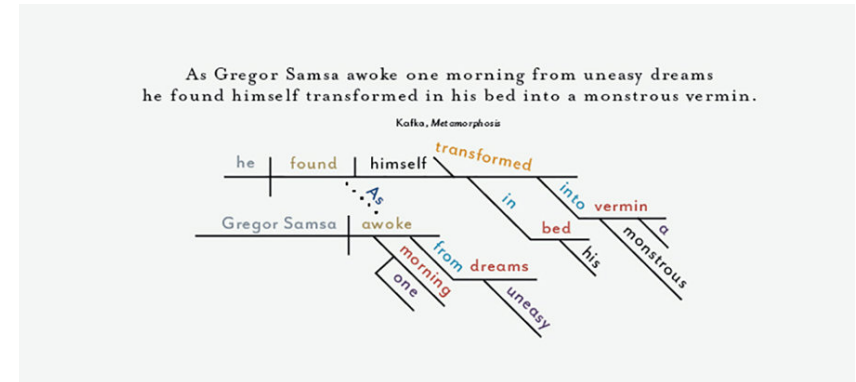 As Gregor Samsa awoke one morning from uneasy dreams
he found himself transformed in his bed into a monstrous vermin.
Kafka, Metamorphosis
he found himself transformed
As
in
into vermin
a
monstrous
bed
his
Gregor Samsa awoke
from dreams
morning
one
uneasy